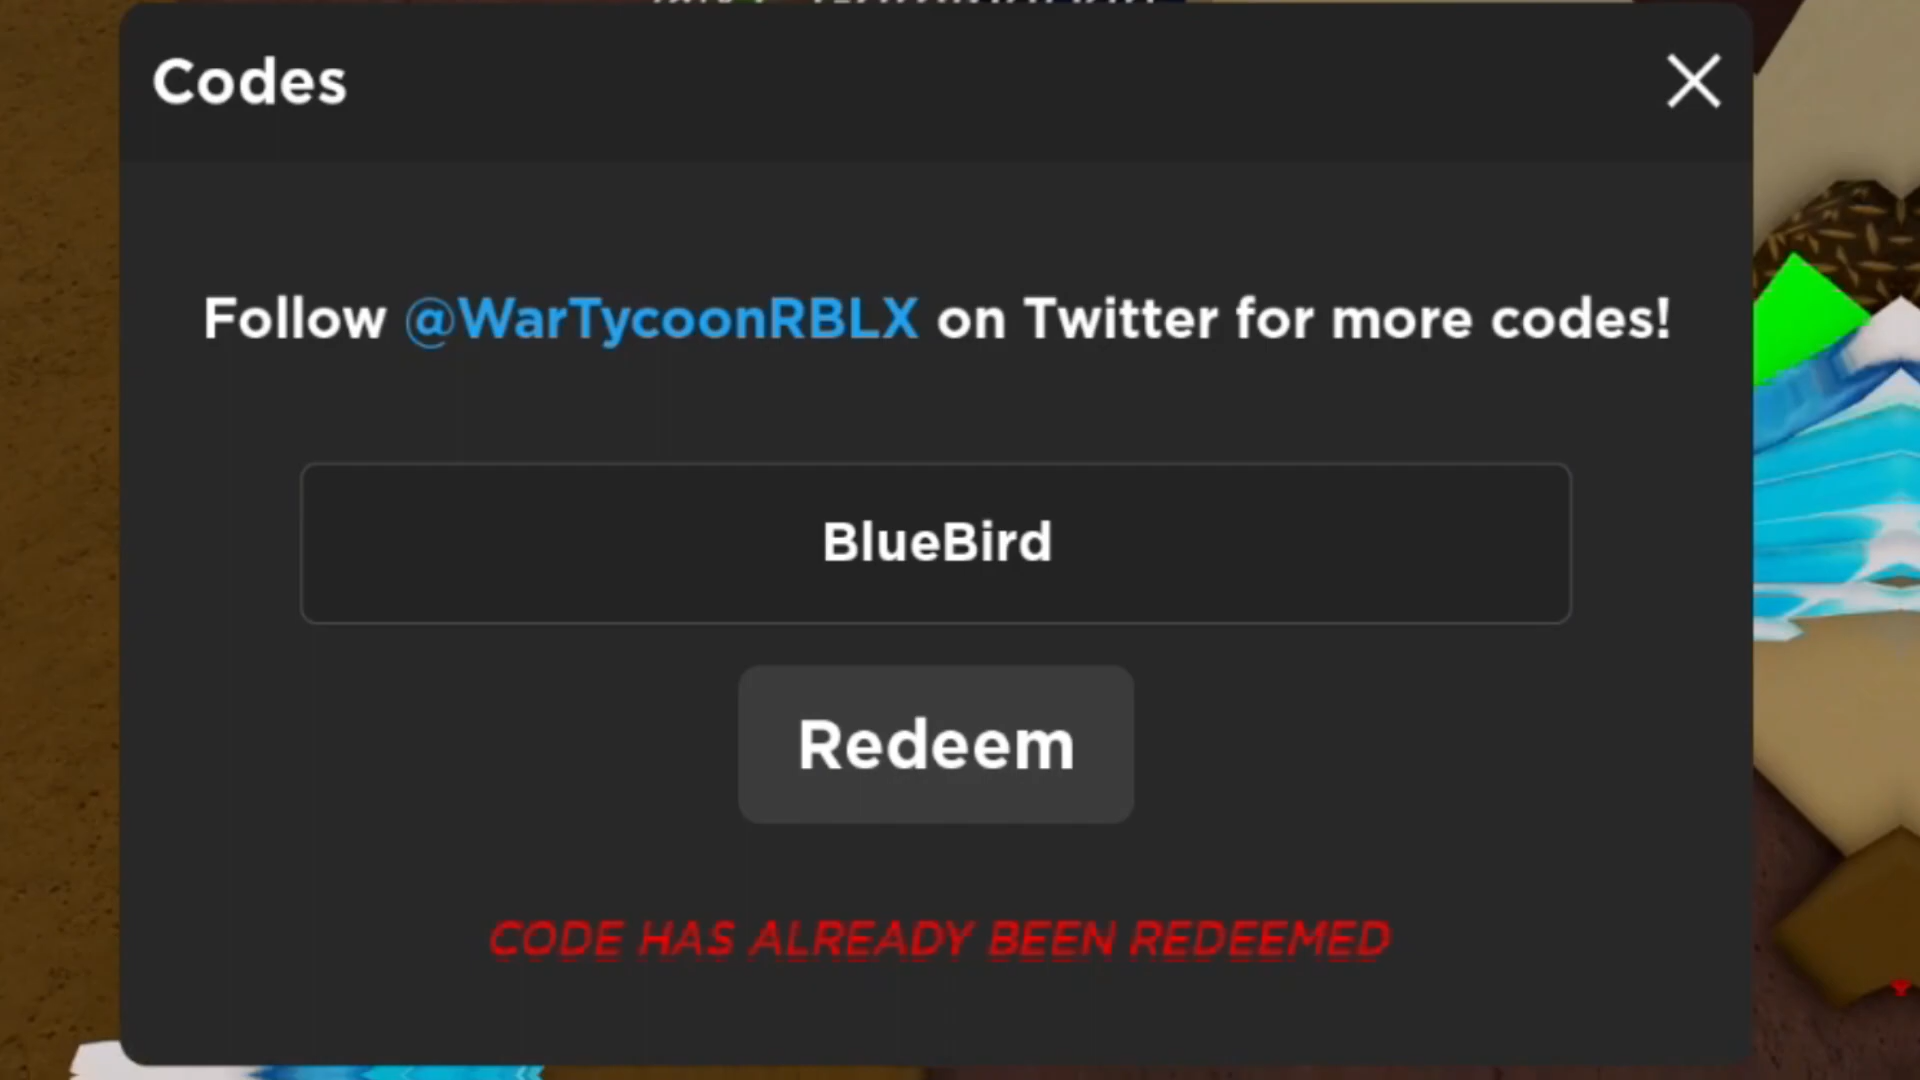 Codes
Follow @WarTycoonRBLX on Twitter for more codes!
BlueBird
Redeem
CODE HAS ALREADY BEEN REDEEMED